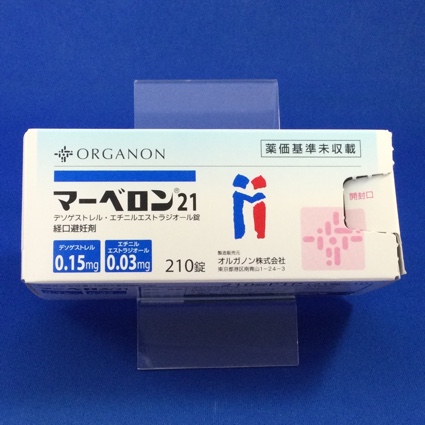 ORGANON
薬価基準未収載
マーベロン®21
デソゲストレル・エチニルエストラジオール錠
経口避妊剤
開封口
デソゲストレル
0.15mg
エチニル
エストラジオール
0.03mg
210錠
製造販売元
オルガノン株式会社
東京都港区南青山1-24-3